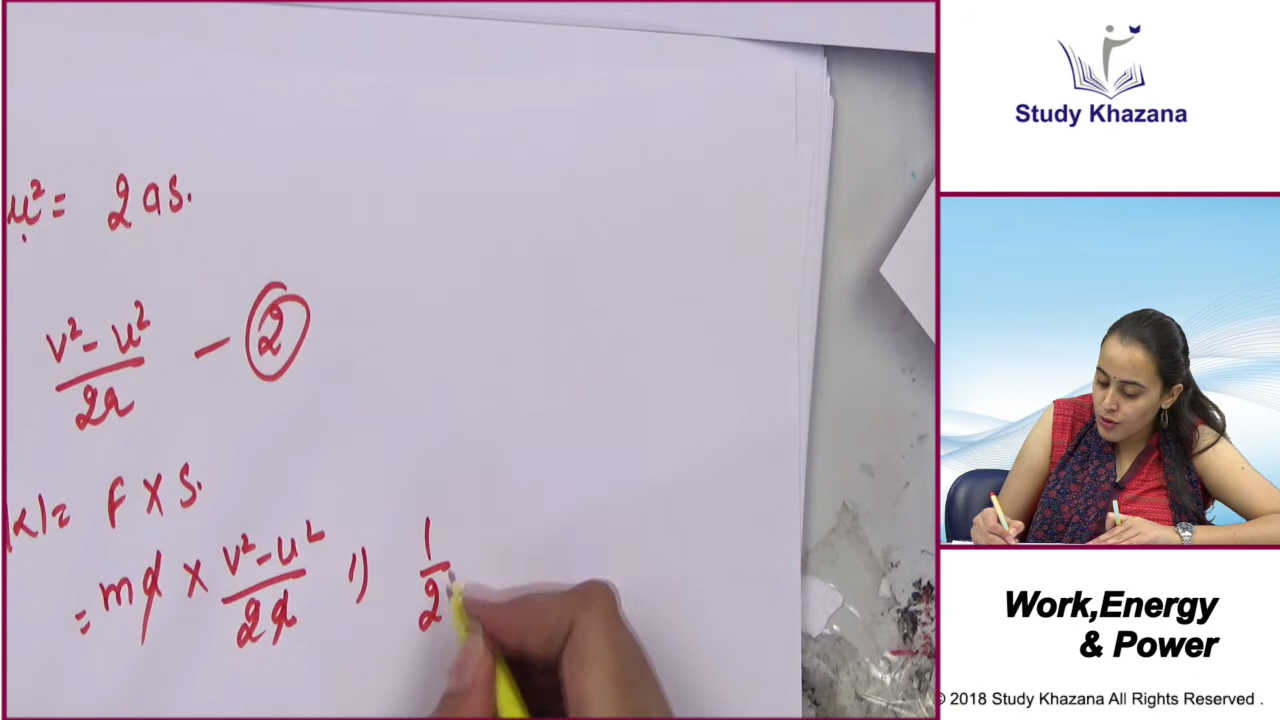 u² = 2as.
v² - u² / 2a - 2
W = F x s.
= ma x v² - u² / 2a ⇒ 1/2
Study Khazana
Work,Energy
& Power
© 2018 Study Khazana All Rights Reserved .